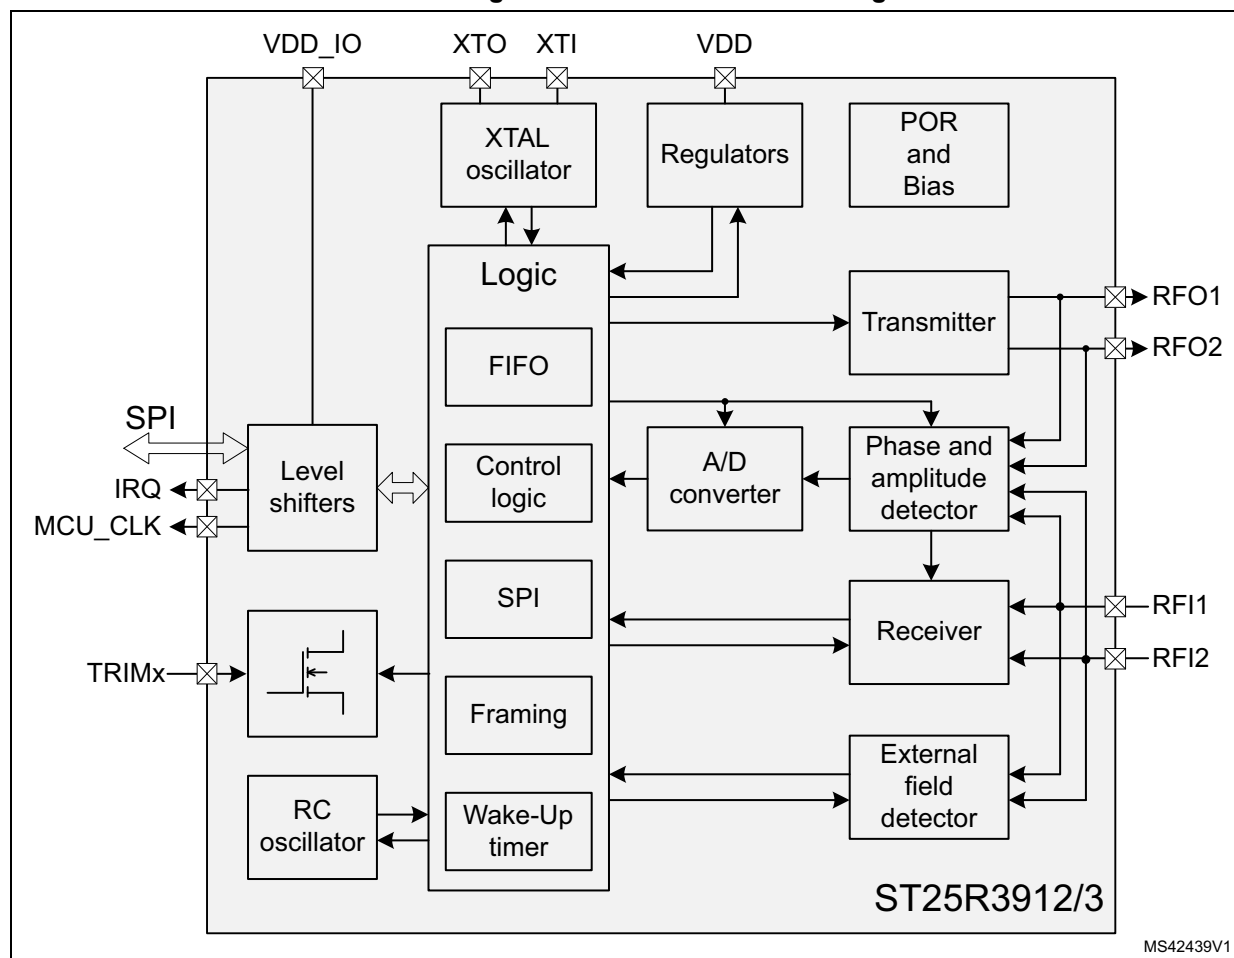 VDD_IO
XTO
XTI
VDD
XTAL
oscillator
Regulators
POR
and
Bias
Logic
FIFO
Transmitter
RFO1
RFO2
SPI
Level
shifters
IRQ
MCU_CLK
Control
logic
A/D
converter
Phase and
amplitude
detector
SPI
Receiver
RFI1
RFI2
TRIMx
Framing
External
field
detector
RC
oscillator
Wake-Up
timer
ST25R3912/3
MS42439V1